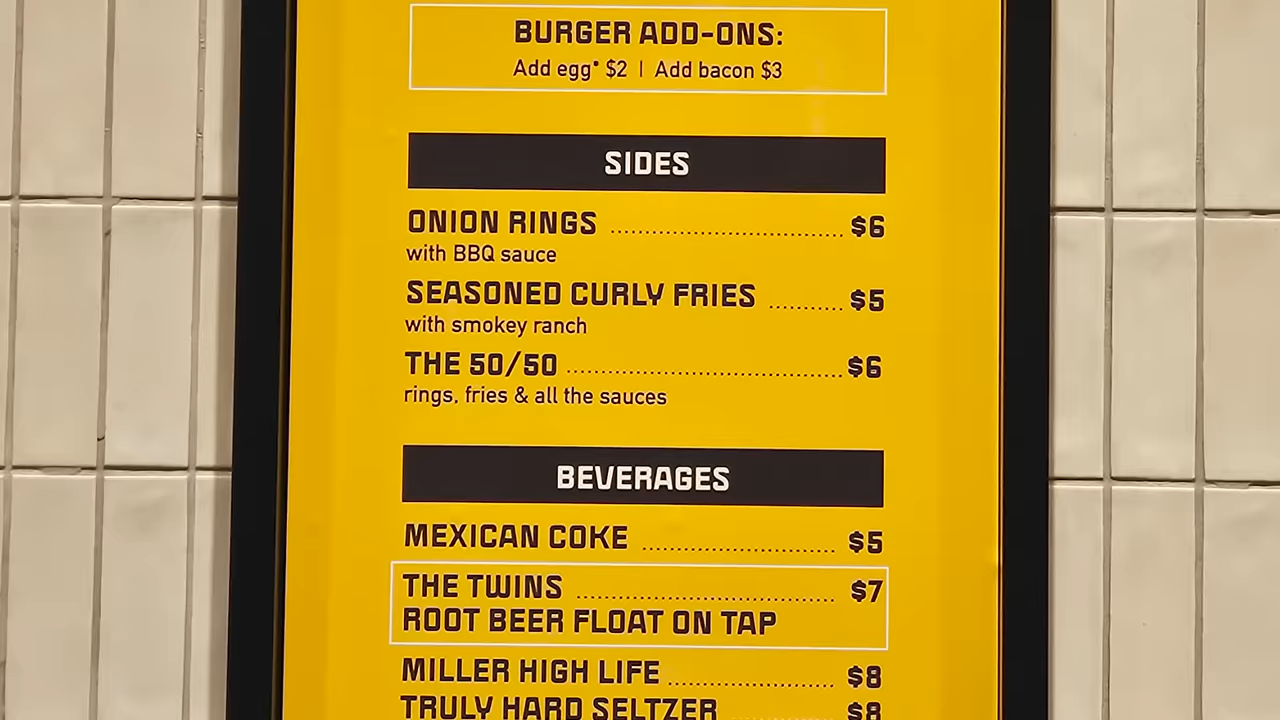 BURGER ADD-ONS:
Add egg* $2 | Add bacon $3
SIDES
ONION RINGS ........................................ $6
with BBQ sauce
SEASONED CURLY FRIES ............. $5
with smokey ranch
THE 50/50 ............................................... $6
rings, fries & all the sauces
BEVERAGES
MEXICAN COKE ................................. $5
THE TWINS ............................................ $7
ROOT BEER FLOAT ON TAP
MILLER HIGH LIFE ............................. $8
TRULY HARD SELTZER ................. $8